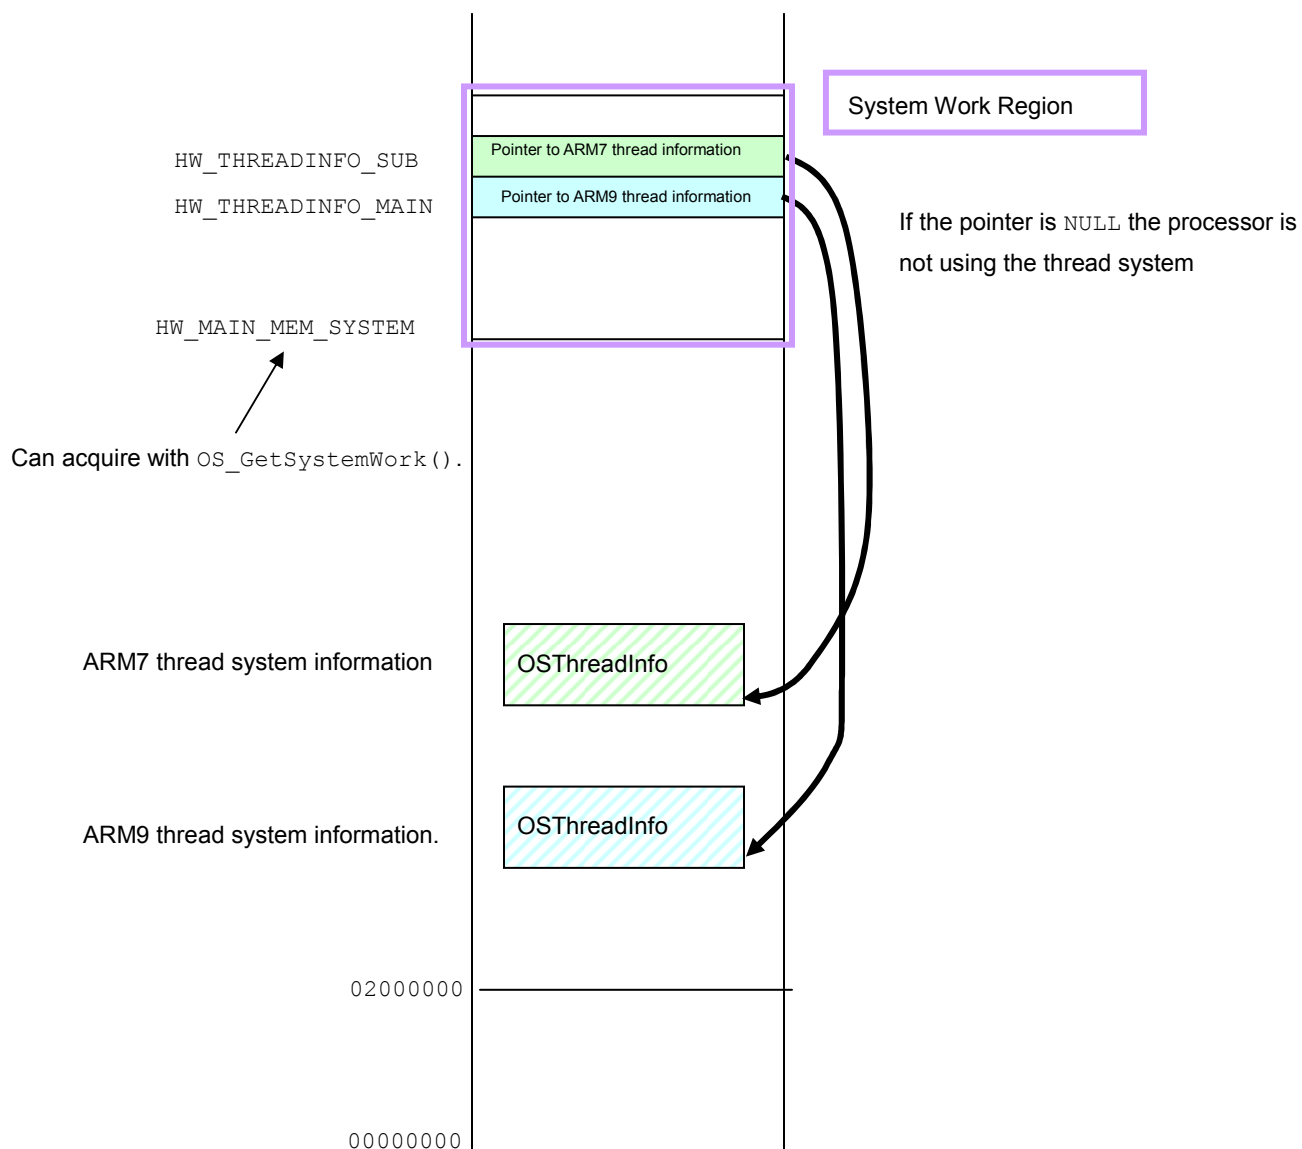 System Work Region
HW_THREADINFO_SUB
Pointer to ARM7 thread information
HW_THREADINFO_MAIN
Pointer to ARM9 thread information
If the pointer is NULL the processor is
not using the thread system
HW_MAIN_MEM_SYSTEM
Can acquire with OS_GetSystemWork().
ARM7 thread system information
OSThreadInfo
ARM9 thread system information.
OSThreadInfo
02000000
00000000